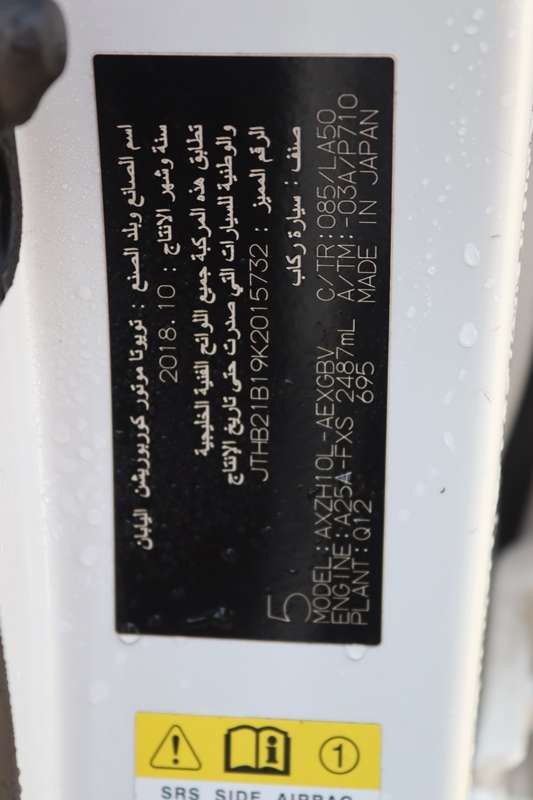 اسم الصانع وبلد الصنع : تويوتا موتور كوربوريشن اليابان
سنة وشهر الانتاج : 2018.10
تطابق هذه المركبة جميع اللوائح الفنية الخليجية
والوطنية للسيارات التي صدرت حتى تاريخ الإنتاج
الرقم المميز : JTHB21B19K2015732
صنف : سيارة ركاب
5
MODEL:AXZH10L-AEXGBV C/TR:085/LA50
ENGINE:A25A-FXS 2487mL A/TM:-03A/P710
PLANT:Q12 695 MADE IN JAPAN
1
SRS SIDE AIRBAG